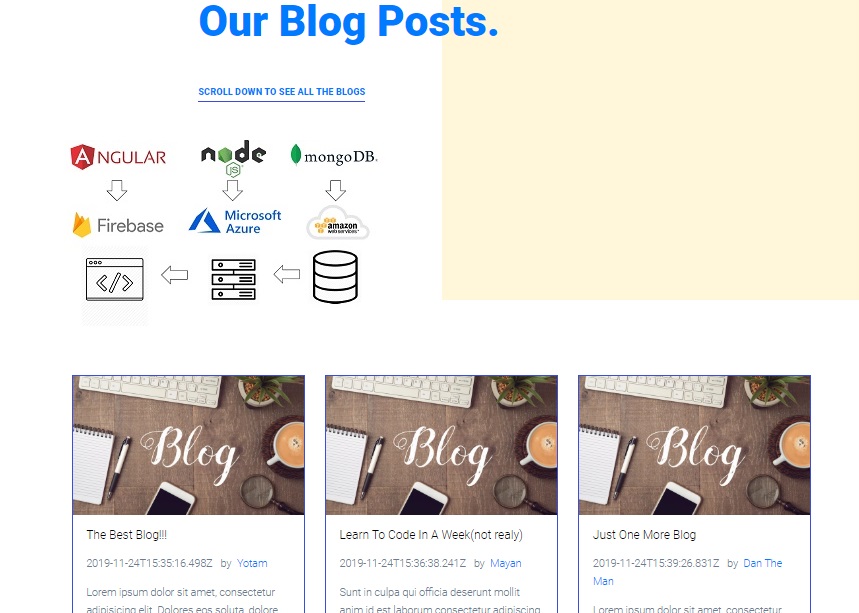 Our Blog Posts.
SCROLL DOWN TO SEE ALL THE BLOGS
ANGULAR
node
JS
mongoDB.
Firebase
Microsoft
Azure
amazon
web services
</>
Blog
Blog
Blog
The Best Blog!!!
2019-11-24T15:35:16.498Z by Yotam
Lorem ipsum dolor sit amet, consectetur
adipisicing elit. Dolores eos soluta, dolore
Learn To Code In A Week(not realy)
2019-11-24T15:36:38.241Z by Mayan
Sunt in culpa qui officia deserunt mollit
anim id est laborum consectetur adipiscing,
Just One More Blog
2019-11-24T15:39:26.831Z by Dan The
Man
Lorem ipsum dolor sit amet, consectetur